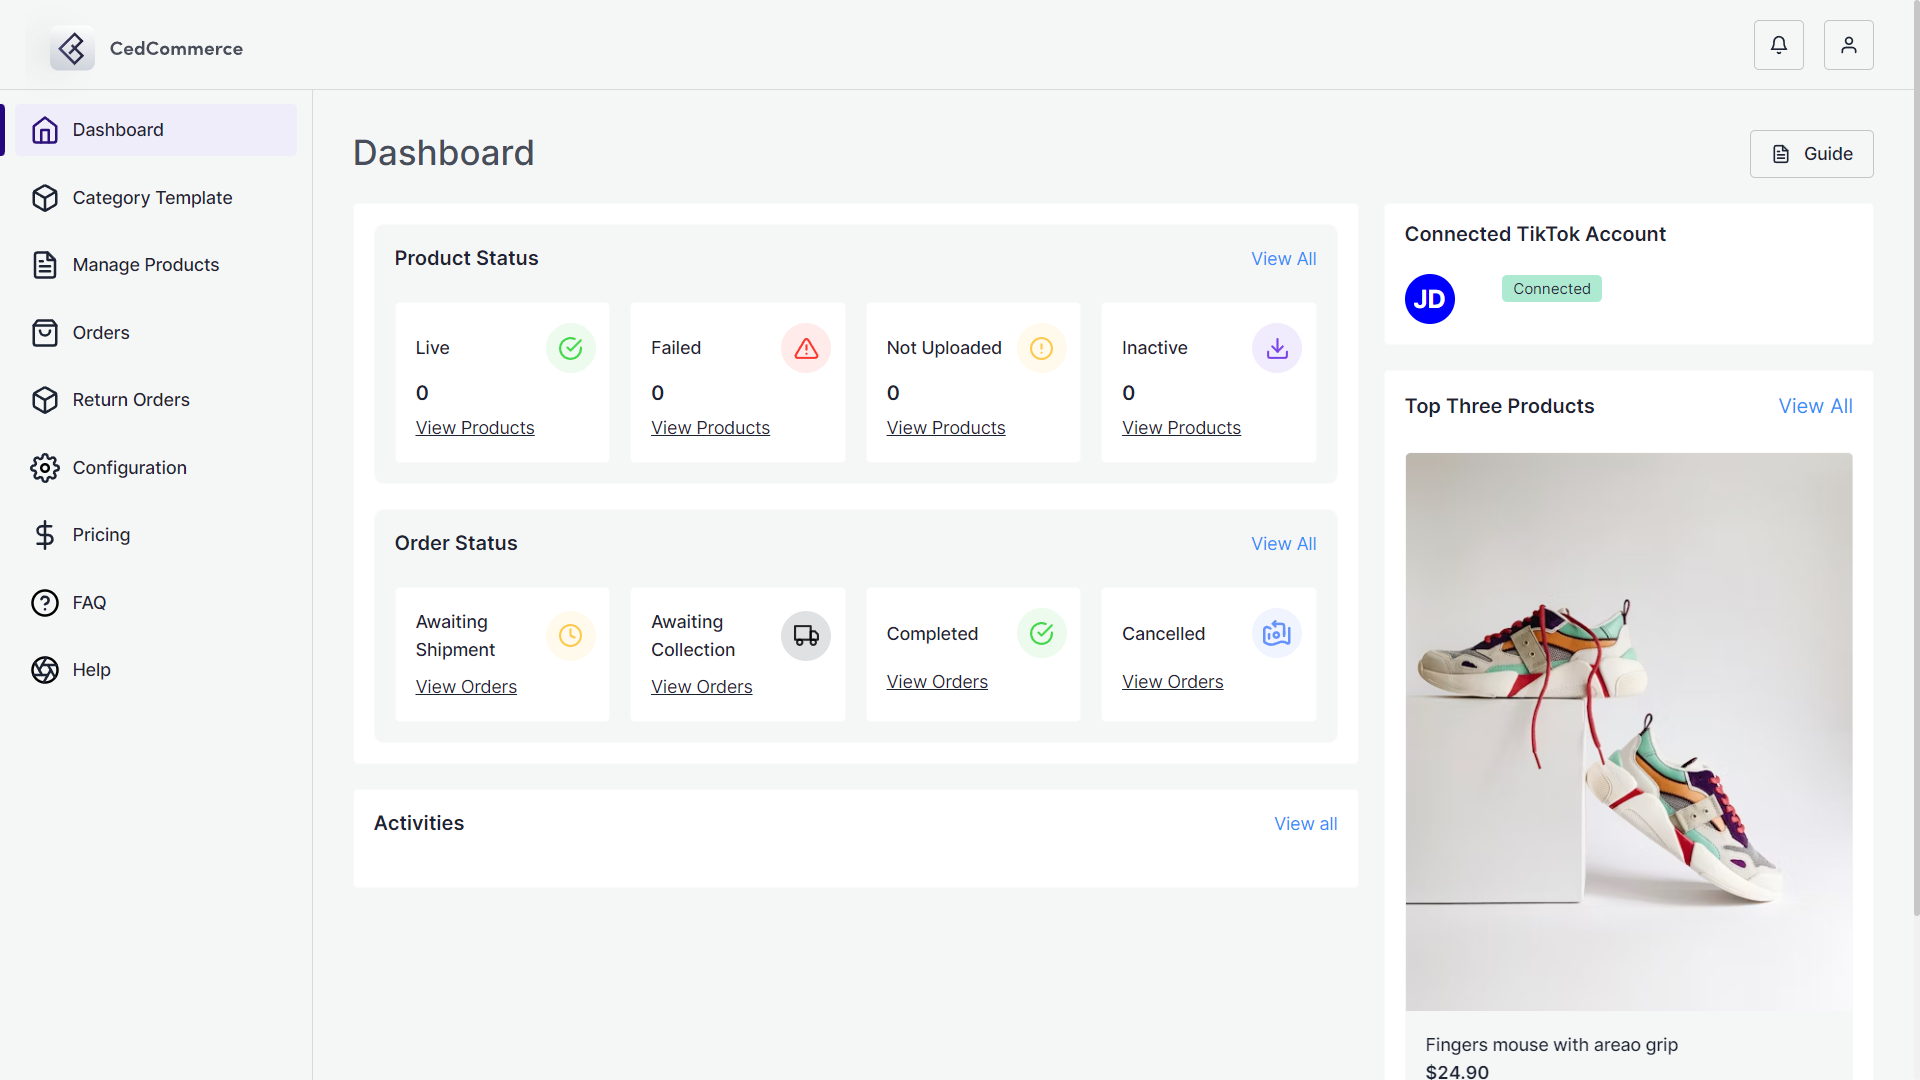 CedCommerce
Dashboard
Category Template
Manage Products
Orders
Return Orders
Configuration
Pricing
FAQ
Help
Dashboard
Guide
Product Status
View All
Live
0
View Products
Failed
0
View Products
Not Uploaded
0
View Products
Inactive
0
View Products
Order Status
View All
Awaiting
Shipment
View Orders
Awaiting
Collection
View Orders
Completed
View Orders
Cancelled
View Orders
Activities
View all
Connected TikTok Account
JD
Connected
Top Three Products
View All
Fingers mouse with areao grip
$24.90